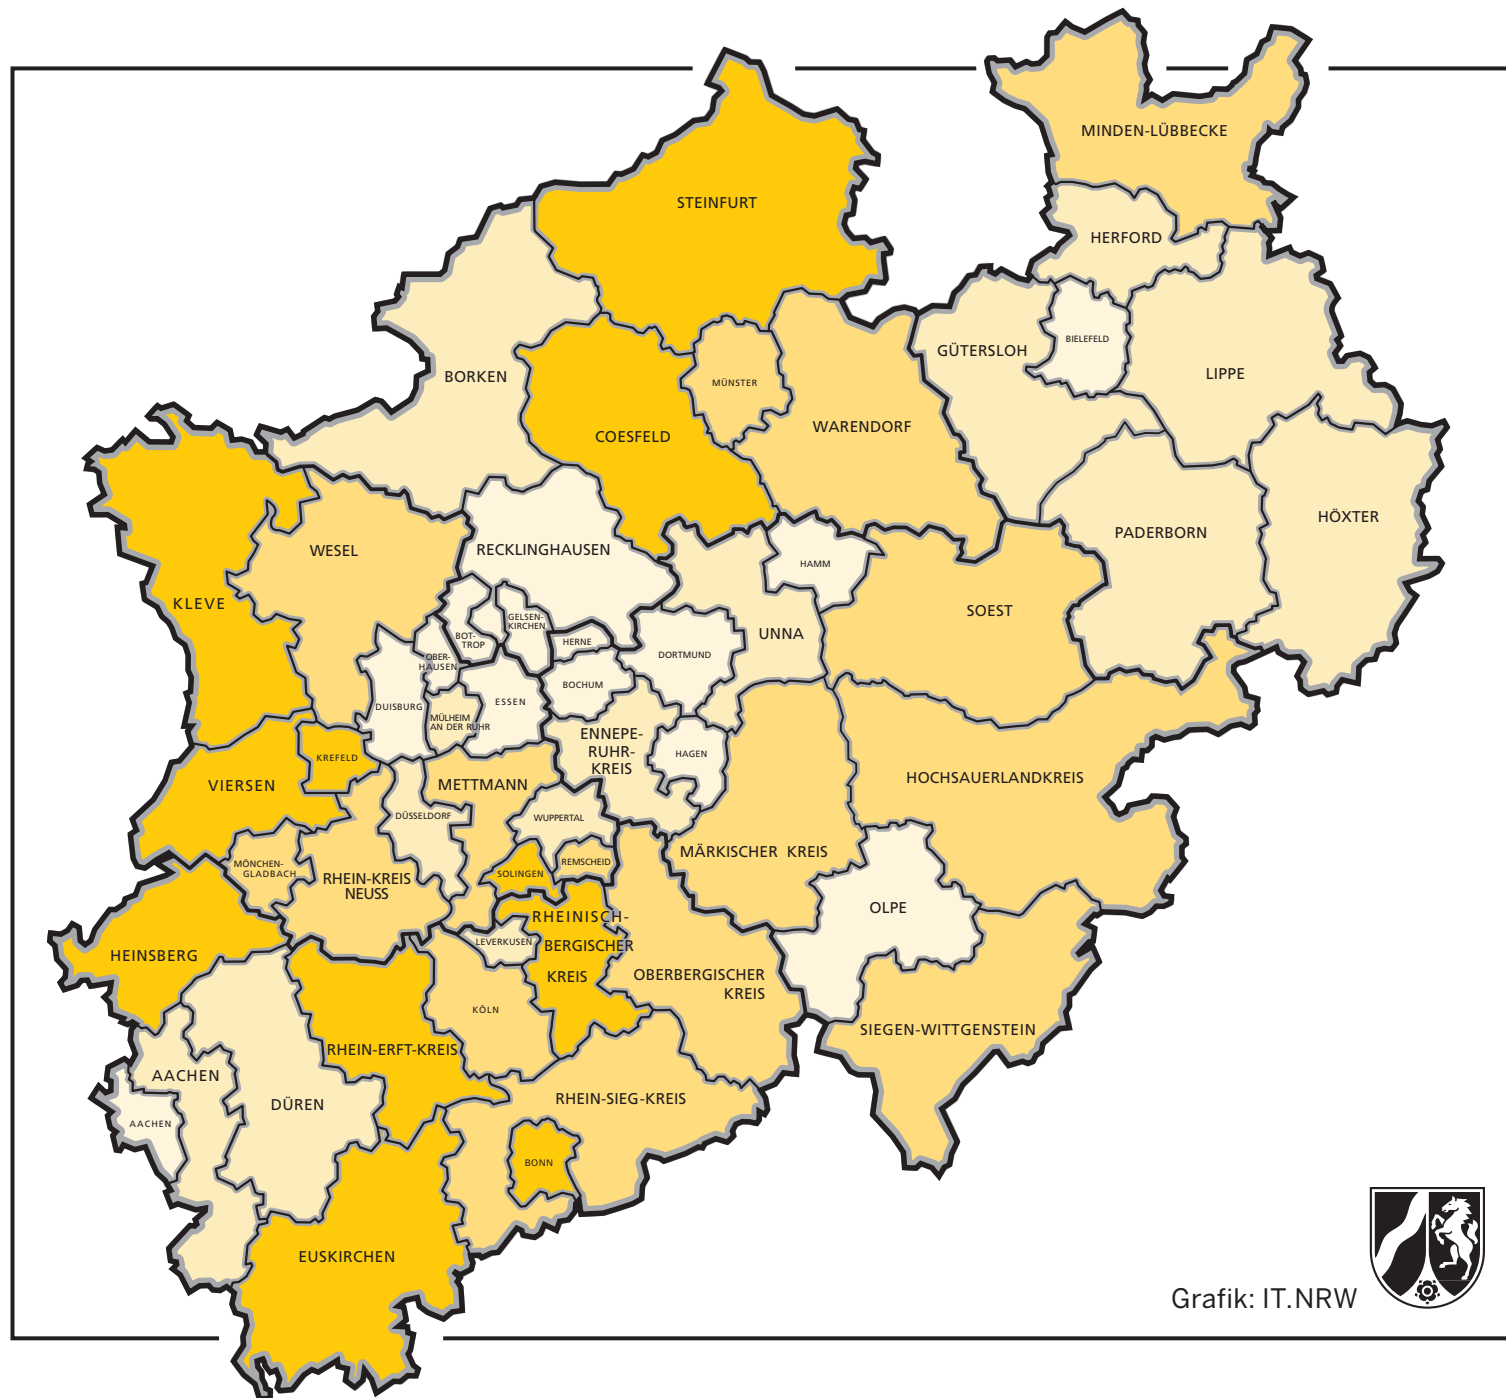 MINDEN-LÜBBECKE
STEINFURT
HERFORD
BIELEFELD
GÜTERSLOH
LIPPE
BORKEN
MÜNSTER
COESFELD
WARENDORF
HÖXTER
PADERBORN
WESEL
RECKLINGHAUSEN
HAMM
KLEVE
SOEST
GELSEN-
KIRCHEN
BOT-
TROP
HERNE
UNNA
OBER-
HAUSEN
DORTMUND
BOCHUM
DUISBURG
ESSEN
MÜLHEIM
AN DER RUHR
ENNEPE-
RUHR-
KREIS
HAGEN
KREFELD
VIERSEN
METTMANN
HOCHSAUERLANDKREIS
DÜSSELDORF
WUPPERTAL
MÄRKISCHER KREIS
MÖNCHEN-
GLADBACH
REMSCHEID
SOLINGEN
RHEIN-KREIS
NEUSS
OLPE
RHEINISCH-
BERGISCHER
KREIS
LEVERKUSEN
HEINSBERG
OBERBERGISCHER
KREIS
KÖLN
SIEGEN-WITTGENSTEIN
RHEIN-ERFT-KREIS
AACHEN
DÜREN
RHEIN-SIEG-KREIS
AACHEN
BONN
EUSKIRCHEN
Grafik: IT.NRW